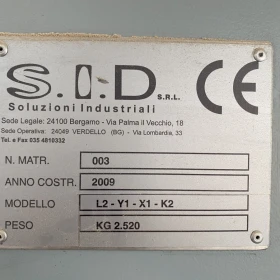 S.I.D S.R.L. CE
Soluzioni Industriali
Sede Legale: 24100 Bergamo - Via Palma il Vecchio, 18
Sede Operativa: 24049 VERDELLO (BG) - Via Lombardia, 33
Tel. e Fax 035 4810332
N. MATR. 003
ANNO COSTR. 2009
MODELLO L2 - Y1 - X1 - K2
PESO KG 2.520